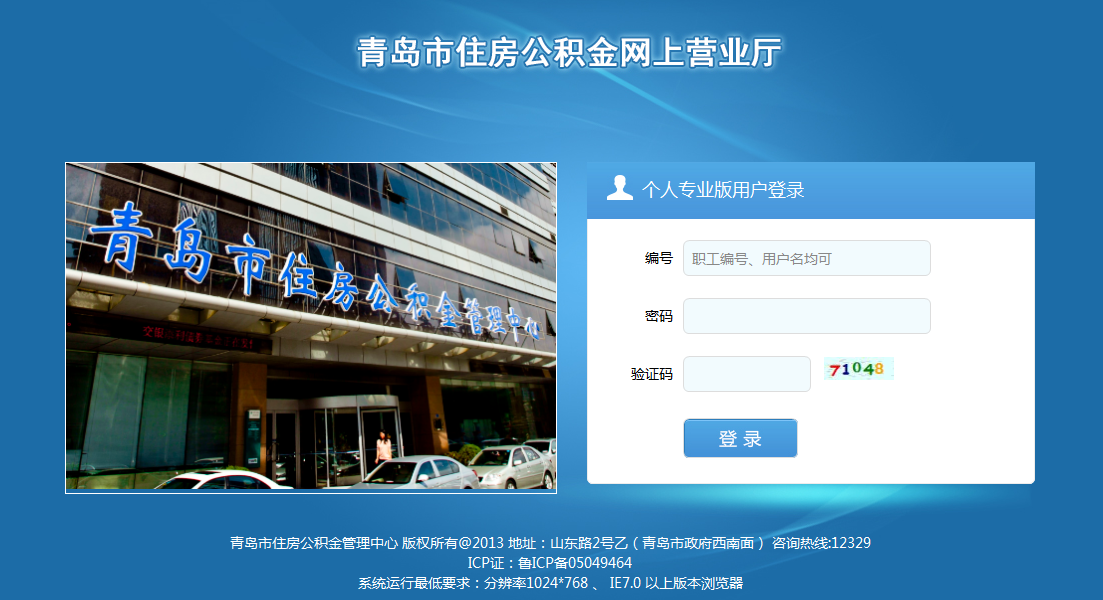 青岛市住房公积金网上营业厅
青岛市住房公积金管理中心
个人专业版用户登录
编号 职工编号、用户名均可
密码
验证码 71048
登 录
青岛市住房公积金管理中心 版权所有@2013 地址：山东路2号乙（青岛市政府西南面） 咨询热线:12329
ICP证：鲁ICP备05049464
系统运行最低要求：分辨率1024*768 、 IE7.0 以上版本浏览器